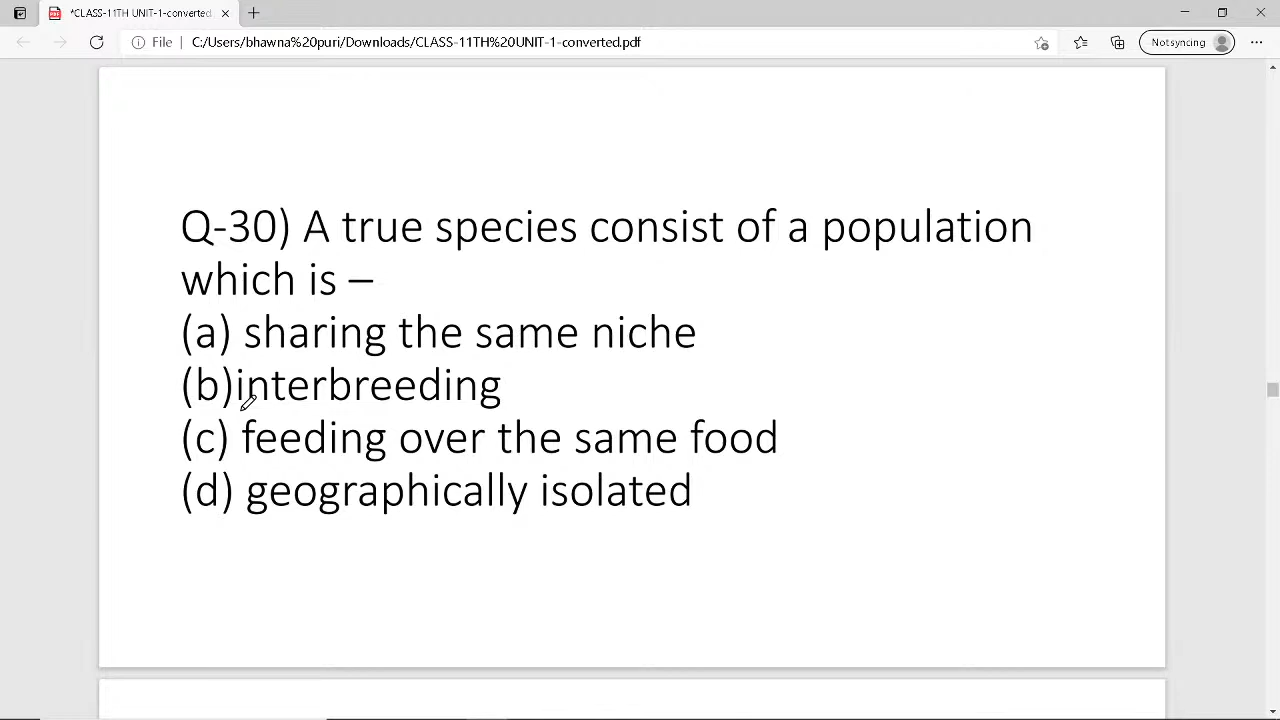 *CLASS-11TH UNIT-1-converted
File C:/Users/bhawna%20puri/Downloads/CLASS-11TH%20UNIT-1-converted.pdf Not syncing
Q-30) A true species consist of a population
which is –
(a) sharing the same niche
(b)interbreeding
(c) feeding over the same food
(d) geographically isolated